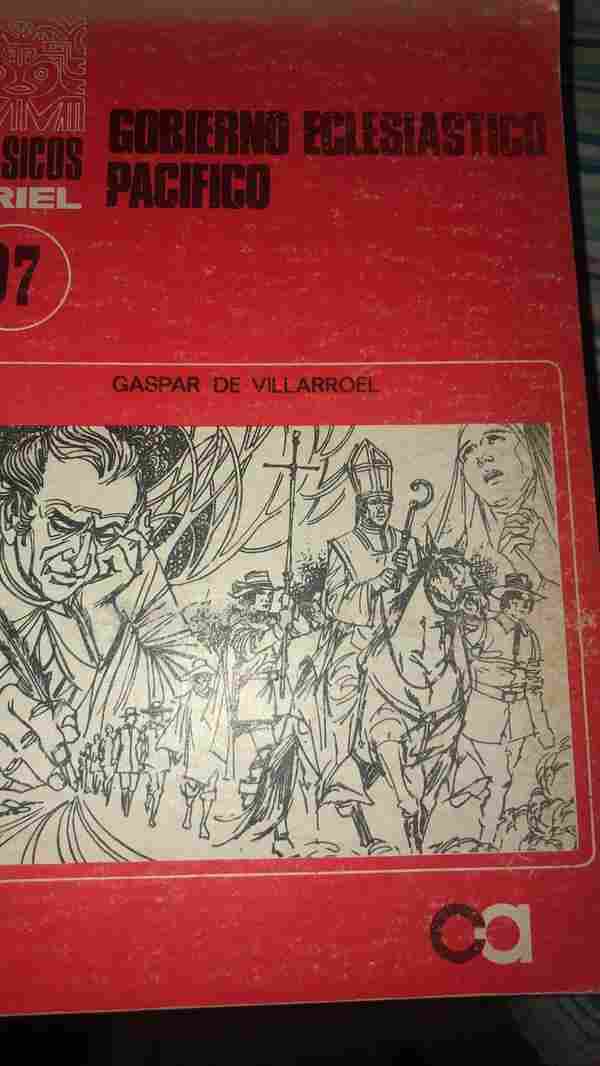 GOBIERNO ECLESIASTICO
PACIFICO
SICOS
RIEL
97
GASPAR DE VILLARROEL
ca